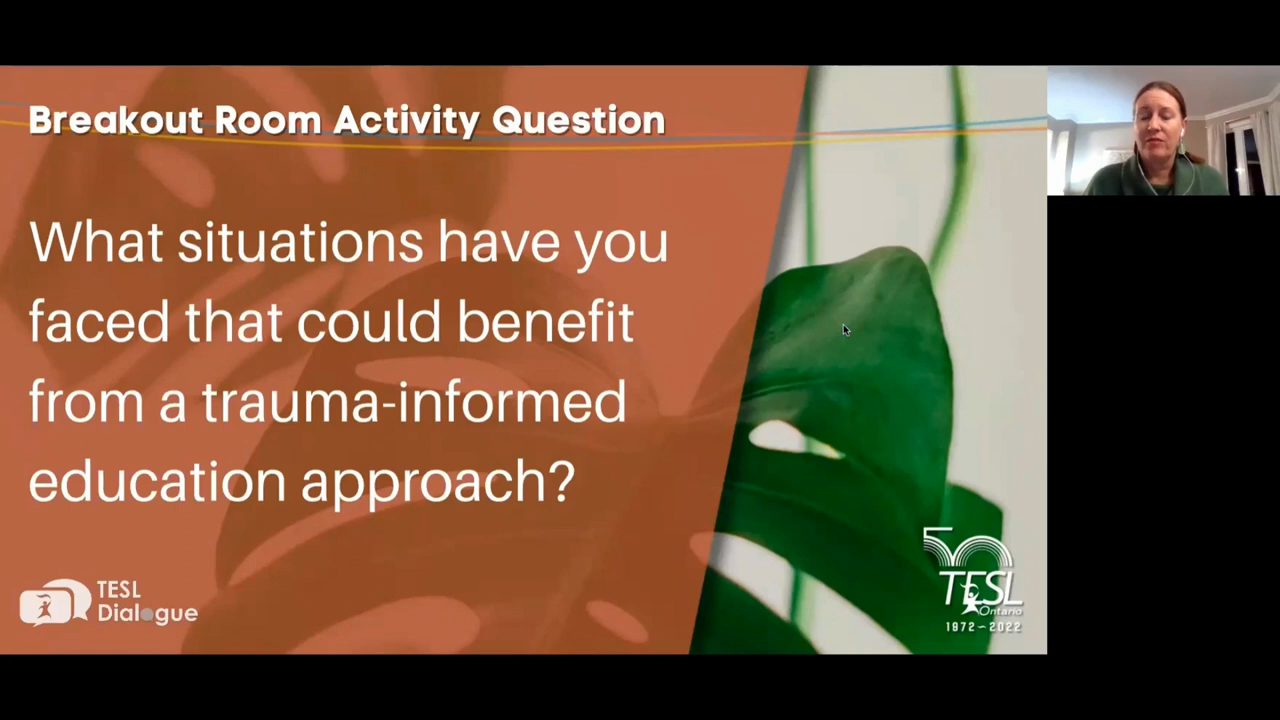 Breakout Room Activity Question
What situations have you
faced that could benefit
from a trauma-informed
education approach?
TESL
Dialogue
50
TESL
Ontario
1972-2022